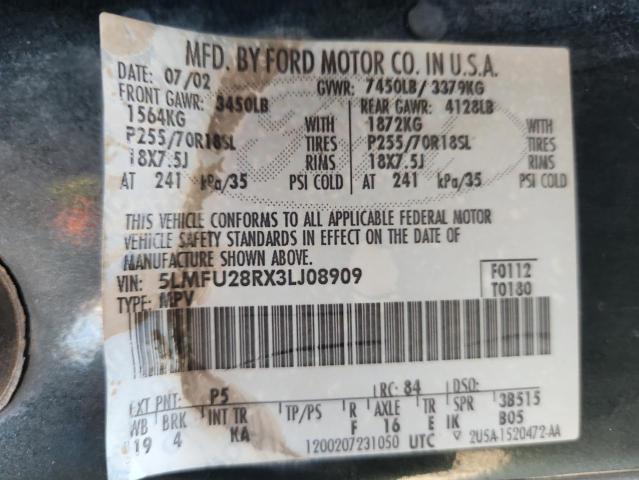 MFD. BY FORD MOTOR CO. IN U.S.A.
DATE: 07/02 GVWR: 7450LB/ 3379KG
FRONT GAWR: 3450LB REAR GAWR: 4128LB
1564KG WITH 1872KG WITH
P255/70R18SL TIRES P255/70R18SL TIRES
18X7.5J RIMS 18X7.5J RIMS
AT 241 kPa/35 PSI COLD AT 241 kPa/35 PSI COLD
THIS VEHICLE CONFORMS TO ALL APPLICABLE FEDERAL MOTOR
VEHICLE SAFETY STANDARDS IN EFFECT ON THE DATE OF
MANUFACTURE SHOWN ABOVE.
VIN: 5LMFU28RX3LJ08909 F0112
TYPE: MPV T0180
EXT PNT: P5 RC: 84 DSO:
WB BRK INT TR TP/PS R AXLE TR SPR 3B515
119 4 KA F 16 E IK B05
1200207231050 UTC 2U5A-1520472-AA